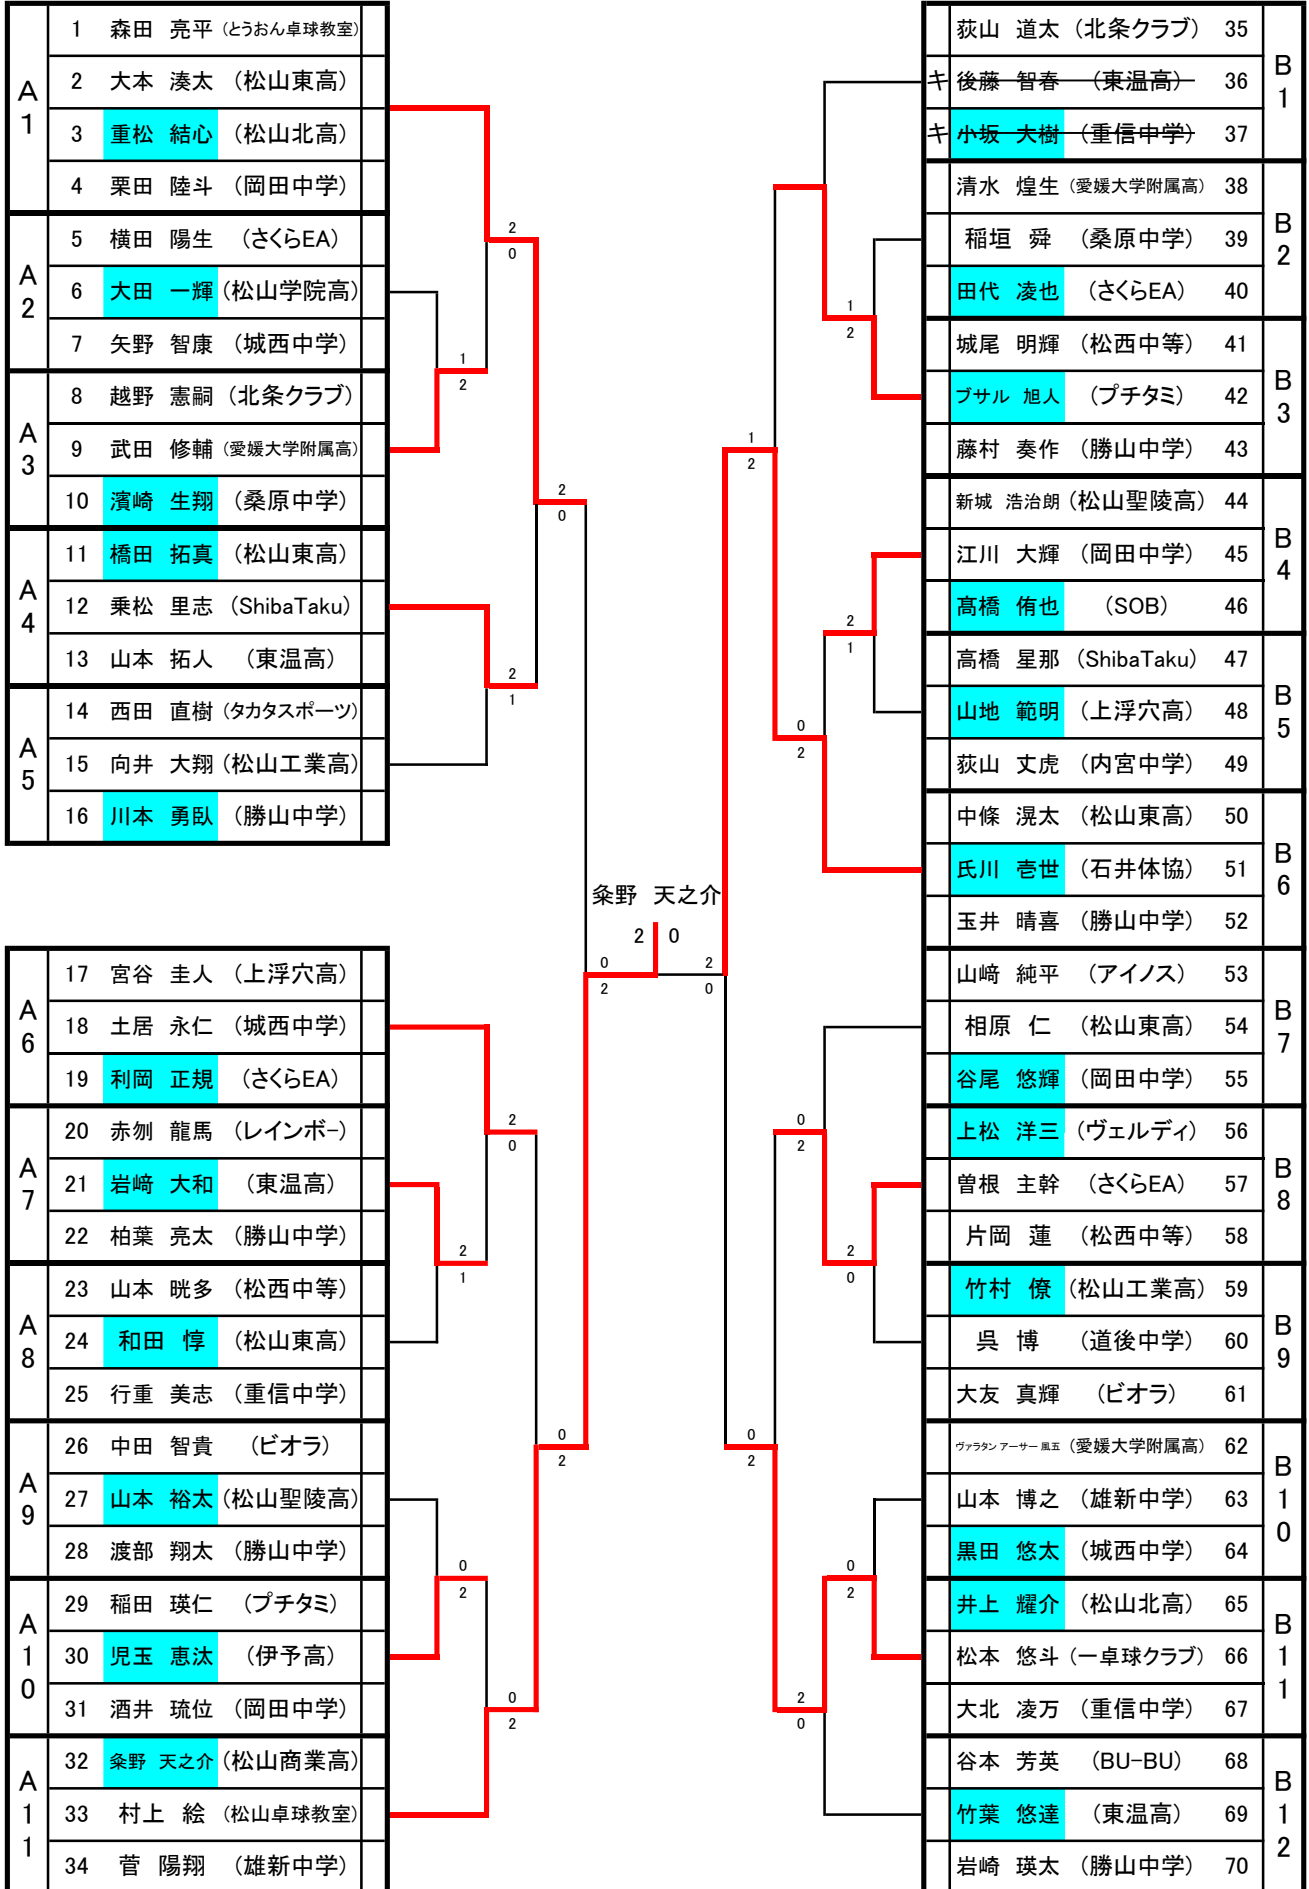 A1
1 森田 亮平 (とうおん卓球教室)
2 大本 湊太 (松山東高)
3 重松 結心 (松山北高)
4 栗田 陸斗 (岡田中学)
A2
5 横田 陽生 (さくらEA)
6 大田 一輝 (松山学院高)
7 矢野 智康 (城西中学)
A3
8 越野 憲嗣 (北条クラブ)
9 武田 修輔 (愛媛大学附属高)
10 濱崎 生翔 (桑原中学)
A4
11 橋田 拓真 (松山東高)
12 乗松 里志 (ShibaTaku)
13 山本 拓人 (東温高)
A5
14 西田 直樹 (タカタスポーツ)
15 向井 大翔 (松山工業高)
16 川本 勇臥 (勝山中学)
A6
17 宮谷 圭人 (上浮穴高)
18 土居 永仁 (城西中学)
19 利岡 正規 (さくらEA)
A7
20 赤刎 龍馬 (レインボー)
21 岩﨑 大和 (東温高)
22 柏葉 亮太 (勝山中学)
A8
23 山本 晄多 (松西中等)
24 和田 惇 (松山東高)
25 行重 美志 (重信中学)
A9
26 中田 智貴 (ビオラ)
27 山本 裕太 (松山聖陵高)
28 渡部 翔太 (勝山中学)
A10
29 稲田 瑛仁 (プチタミ)
30 児玉 恵汰 (伊予高)
31 酒井 琉位 (岡田中学)
A11
32 粂野 天之介 (松山商業高)
33 村上 絵 (松山卓球教室)
34 菅 陽翔 (雄新中学)
2
0
1
2
2
0
2
1
2
0
2
1
0
2
0
2
0
2
0
2
粂野 天之介
2 0
2
0
1
2
1
2
2
1
0
2
0
2
2
0
0
2
0
2
2
0
荻山 道太 (北条クラブ) 35
B1
キ 後藤 智春 (東温高) 36
キ 小坂 大樹 (重信中学) 37
清水 煌生 (愛媛大学附属高) 38
B2
稲垣 舜 (桑原中学) 39
田代 凌也 (さくらEA) 40
城尾 明輝 (松西中等) 41
B3
ブサル 旭人 (プチタミ) 42
藤村 奏作 (勝山中学) 43
新城 浩治朗 (松山聖陵高) 44
B4
江川 大輝 (岡田中学) 45
髙橋 侑也 (SOB) 46
高橋 星那 (ShibaTaku) 47
B5
山地 範明 (上浮穴高) 48
荻山 丈虎 (内宮中学) 49
中條 滉太 (松山東高) 50
B6
氏川 壱世 (石井体協) 51
玉井 晴喜 (勝山中学) 52
山﨑 純平 (アイノス) 53
B7
相原 仁 (松山東高) 54
谷尾 悠輝 (岡田中学) 55
上松 洋三 (ヴェルディ) 56
B8
曽根 主幹 (さくらEA) 57
片岡 蓮 (松西中等) 58
竹村 僚 (松山工業高) 59
B9
呉 博 (道後中学) 60
大友 真輝 (ビオラ) 61
ヴァラタン アーサー 風五 (愛媛大学附属高) 62
B10
山本 博之 (雄新中学) 63
黒田 悠太 (城西中学) 64
井上 耀介 (松山北高) 65
B11
松本 悠斗 (一卓球クラブ) 66
大北 凌万 (重信中学) 67
谷本 芳英 (BU-BU) 68
B12
竹葉 悠達 (東温高) 69
岩崎 瑛太 (勝山中学) 70